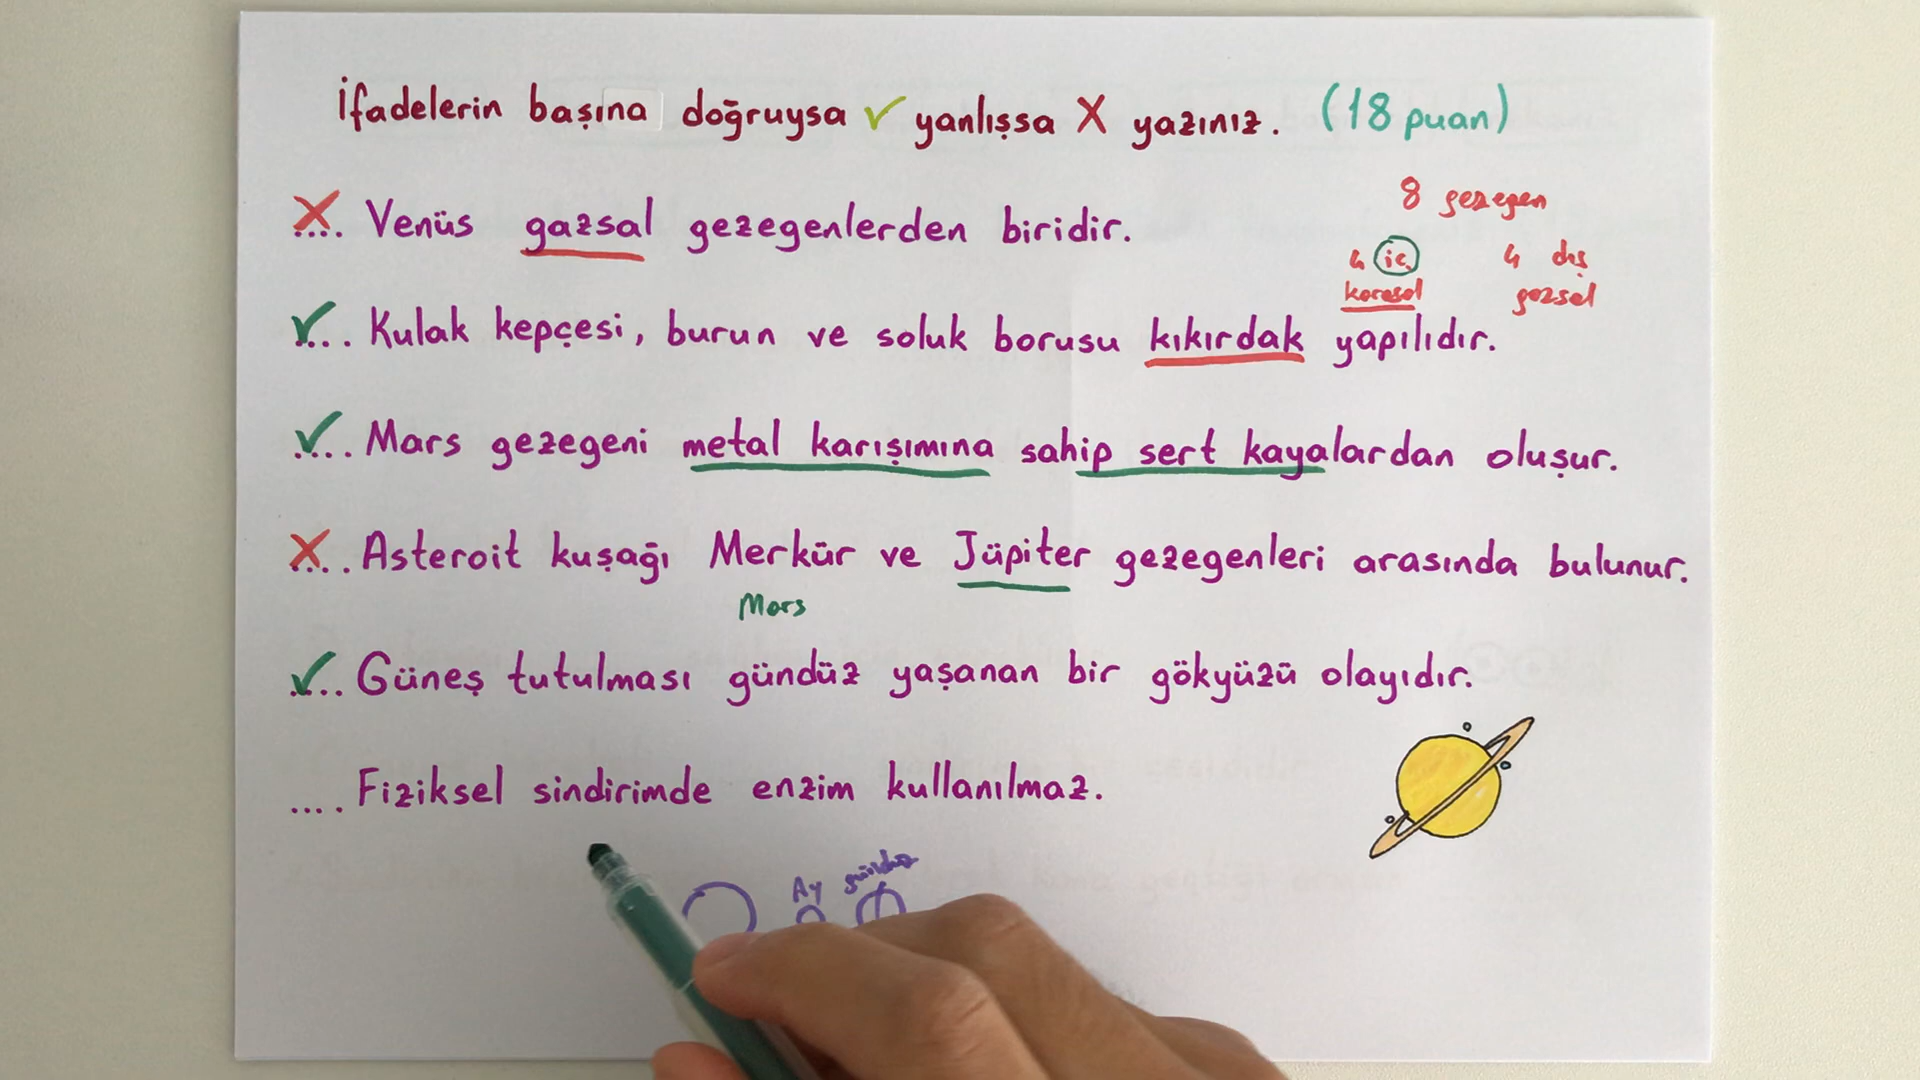 İfadelerin başına doğruysa ✓ yanlışsa X yazınız. (18 puan)
8 gezegen
X .... Venüs gazsal gezegenlerden biridir.
4 iç 4 dış
karasal gazsal
✓ .... Kulak kepçesi, burun ve soluk borusu kıkırdak yapılıdır.
✓ .... Mars gezegeni metal karışımına sahip sert kayalardan oluşur.
X .... Asteroit kuşağı Merkür ve Jüpiter gezegenleri arasında bulunur.
Mars
✓ .... Güneş tutulması gündüz yaşanan bir gökyüzü olayıdır.
.... Fiziksel sindirimde enzim kullanılmaz.
Ay gündüz